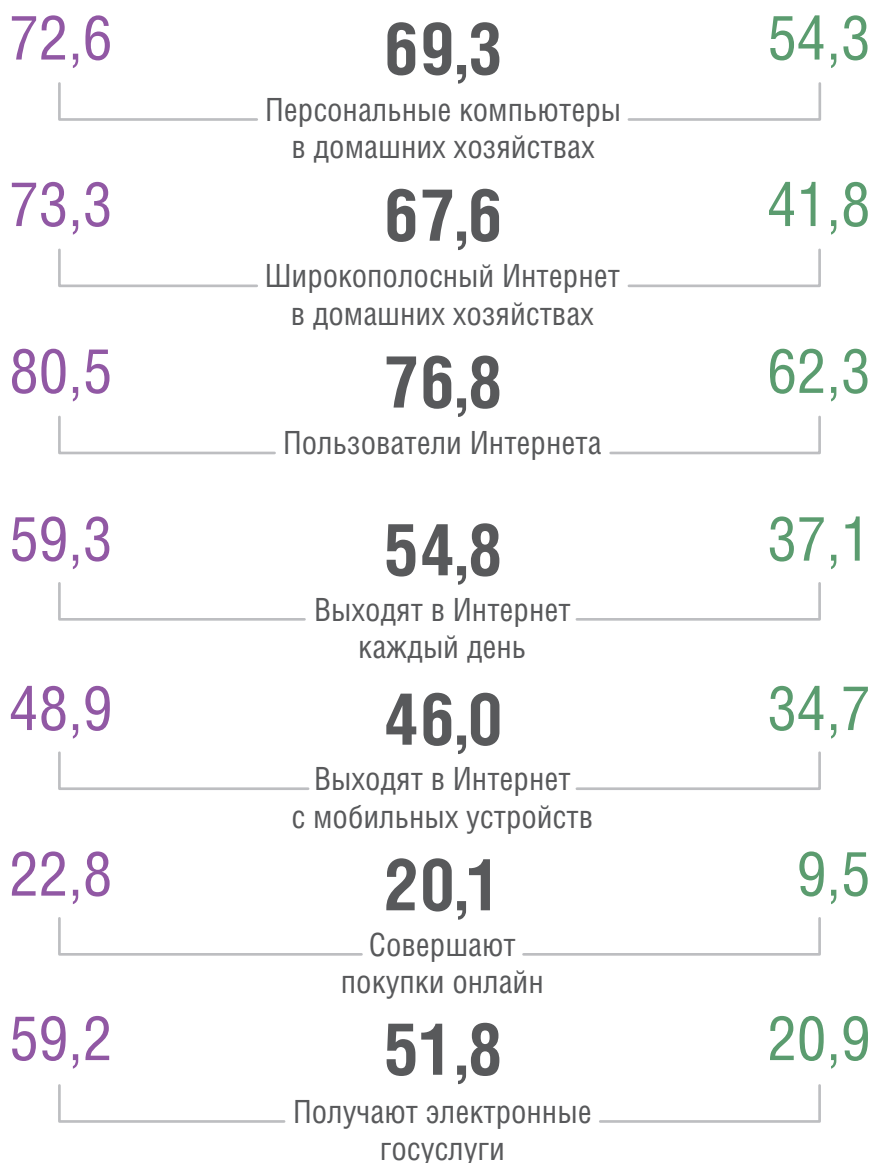 72,6 69,3 54,3
Персональные компьютеры
в домашних хозяйствах
73,3 67,6 41,8
Широкополосный Интернет
в домашних хозяйствах
80,5 76,8 62,3
Пользователи Интернета
59,3 54,8 37,1
Выходят в Интернет
каждый день
48,9 46,0 34,7
Выходят в Интернет
с мобильных устройств
22,8 20,1 9,5
Совершают
покупки онлайн
59,2 51,8 20,9
Получают электронные
госуслуги